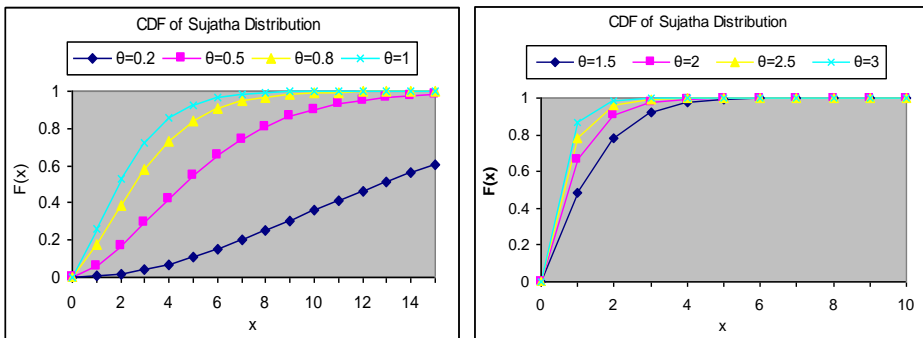 CDF of Sujatha Distribution
θ=0.2 θ=0.5 θ=0.8 θ=1
1
0.8
0.6
0.4
0.2
0
F(x)
0 2 4 6 8 10 12 14
x
CDF of Sujatha Distribution
θ=1.5 θ=2 θ=2.5 θ=3
1
0.8
0.6
0.4
0.2
0
F(x)
0 2 4 6 8 10
x